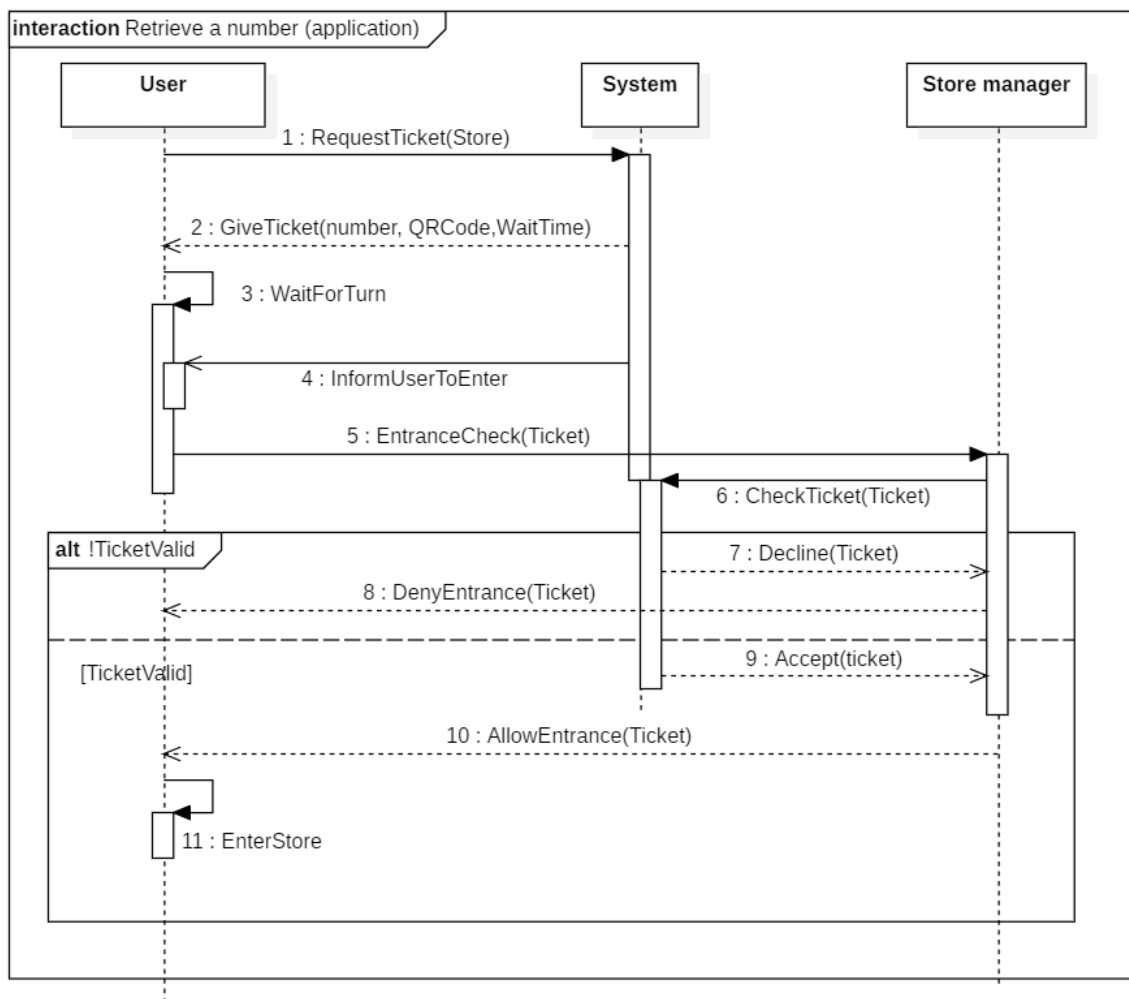 interaction Retrieve a number (application)
User
System
Store manager
1 : RequestTicket(Store)
2 : GiveTicket(number, QRCode,WaitTime)
3 : WaitForTurn
4 : InformUserToEnter
5 : EntranceCheck(Ticket)
6 : CheckTicket(Ticket)
alt !TicketValid
7 : Decline(Ticket)
8 : DenyEntrance(Ticket)
9 : Accept(ticket)
[TicketValid]
10 : AllowEntrance(Ticket)
11 : EnterStore